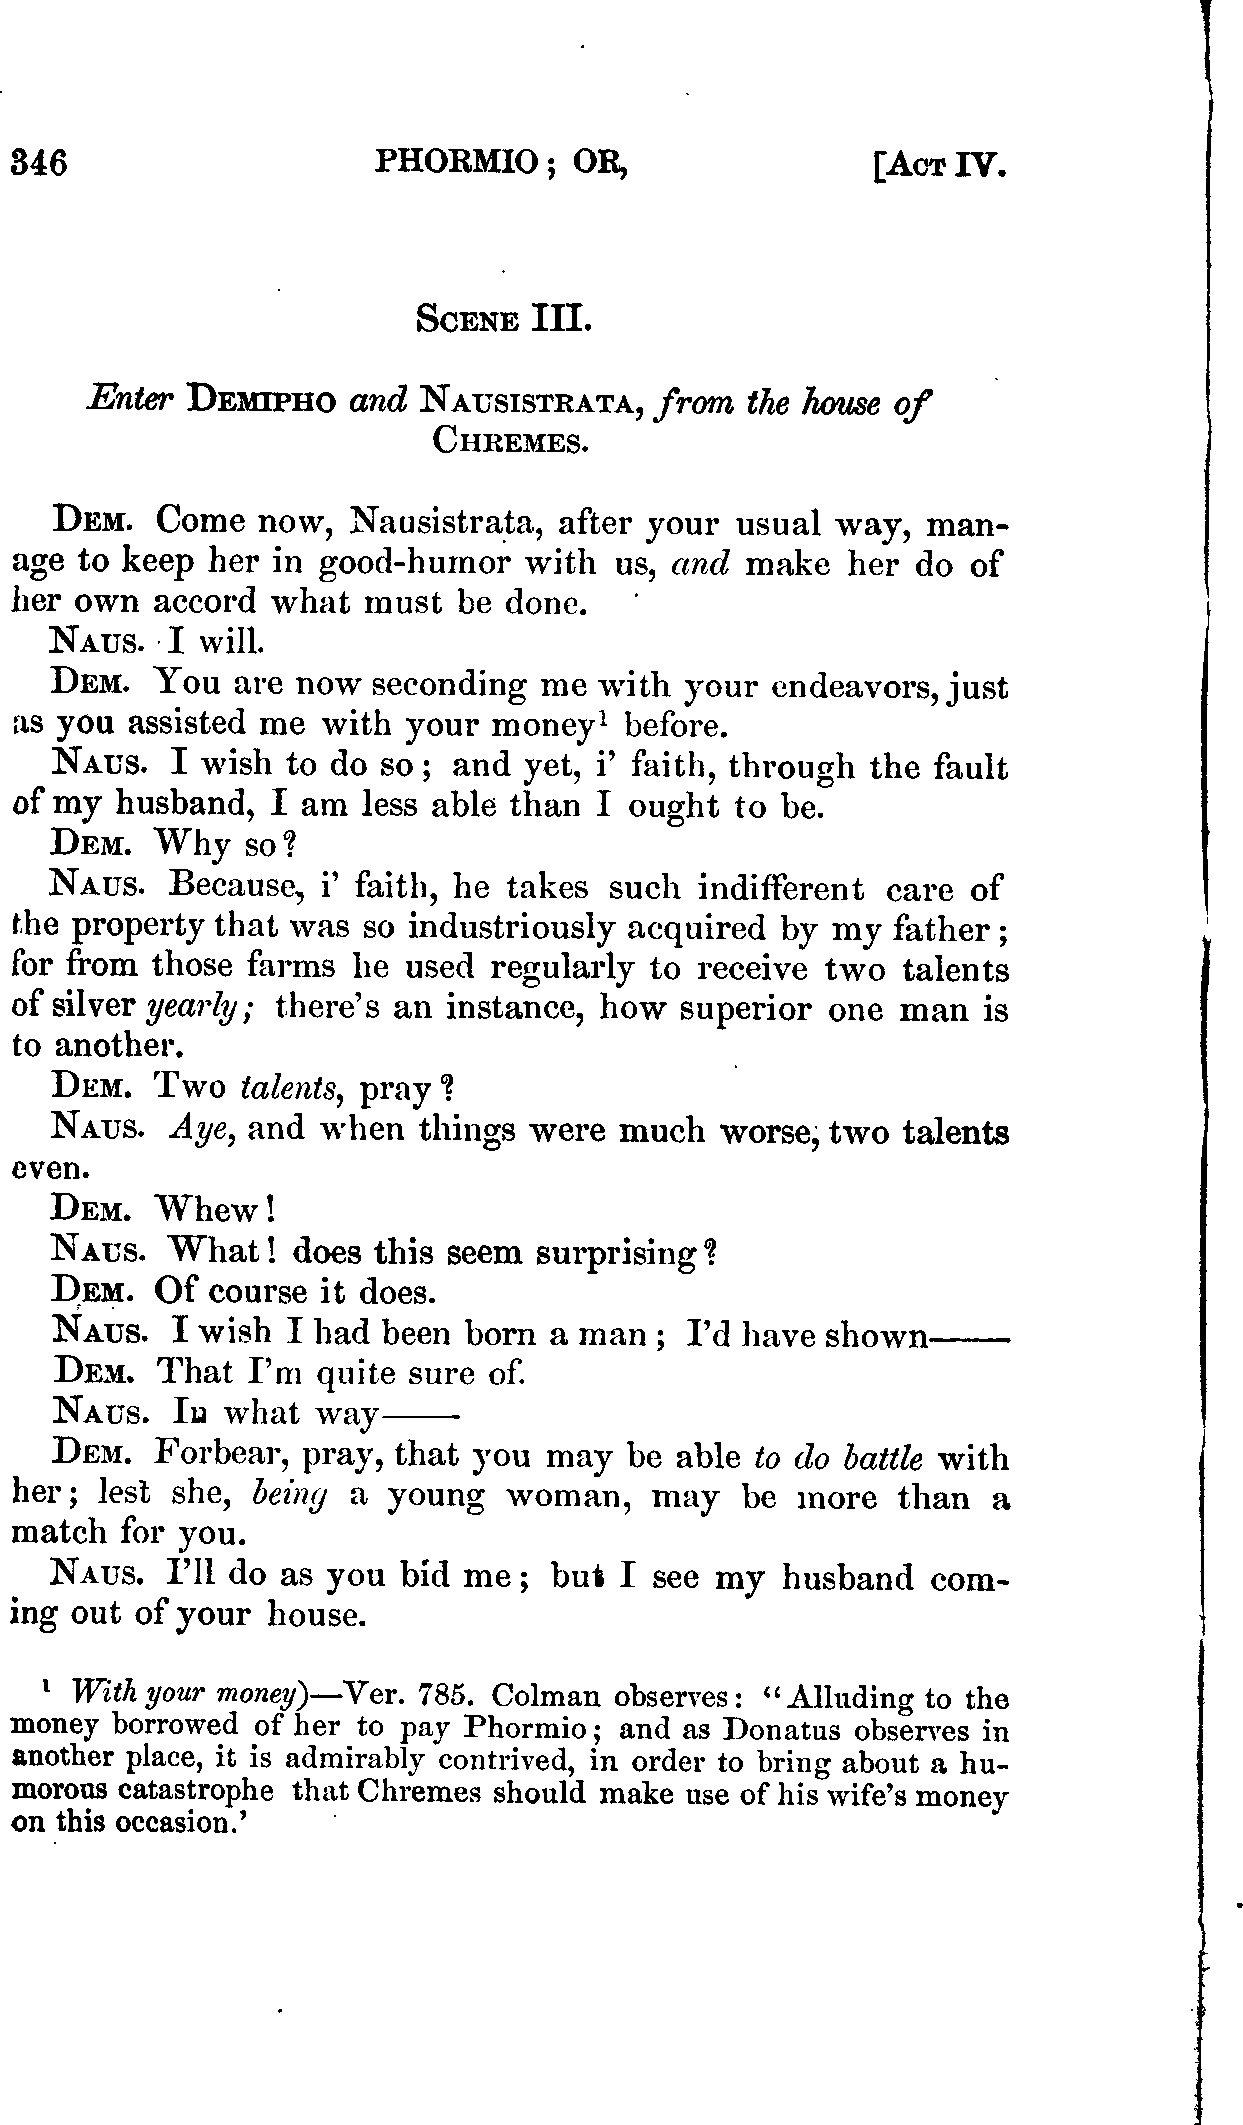 346 PHORMIO; OR, [ACT IV.
SCENE III.
Enter DEMIPHO and NAUSISTRATA, from the house of
CHREMES.
DEM. Come now, Nausistrata, after your usual way, man-
age to keep her in good-humor with us, and make her do of
her own accord what must be done.
NAUS. I will.
DEM. You are now seconding me with your endeavors, just
as you assisted me with your money¹ before.
NAUS. I wish to do so; and yet, i' faith, through the fault
of my husband, I am less able than I ought to be.
DEM. Why so?
NAUS. Because, i' faith, he takes such indifferent care of
the property that was so industriously acquired by my father;
for from those farms he used regularly to receive two talents
of silver yearly; there's an instance, how superior one man is
to another.
DEM. Two talents, pray?
NAUS. Aye, and when things were much worse, two talents
even.
DEM. Whew!
NAUS. What! does this seem surprising?
DEM. Of course it does.
NAUS. I wish I had been born a man; I'd have shown——
DEM. That I'm quite sure of.
NAUS. In what way——
DEM. Forbear, pray, that you may be able to do battle with
her; lest she, being a young woman, may be more than a
match for you.
NAUS. I'll do as you bid me; but I see my husband com-
ing out of your house.
¹ With your money)—Ver. 785. Colman observes: “Alluding to the
money borrowed of her to pay Phormio; and as Donatus observes in
another place, it is admirably contrived, in order to bring about a hu-
morous catastrophe that Chremes should make use of his wife's money
on this occasion.'